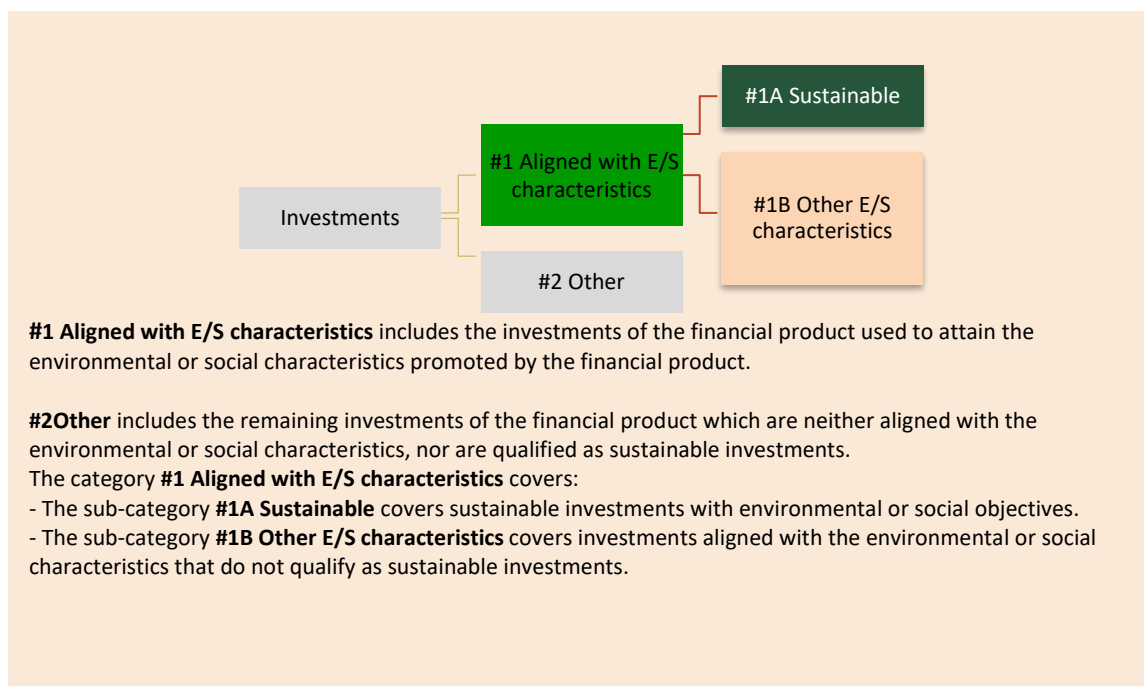 #1A Sustainable
#1 Aligned with E/S
characteristics
#1B Other E/S
characteristics
Investments
#2 Other
#1 Aligned with E/S characteristics includes the investments of the financial product used to attain the
environmental or social characteristics promoted by the financial product.
#2Other includes the remaining investments of the financial product which are neither aligned with the
environmental or social characteristics, nor are qualified as sustainable investments.
The category #1 Aligned with E/S characteristics covers:
- The sub-category #1A Sustainable covers sustainable investments with environmental or social objectives.
- The sub-category #1B Other E/S characteristics covers investments aligned with the environmental or social
characteristics that do not qualify as sustainable investments.